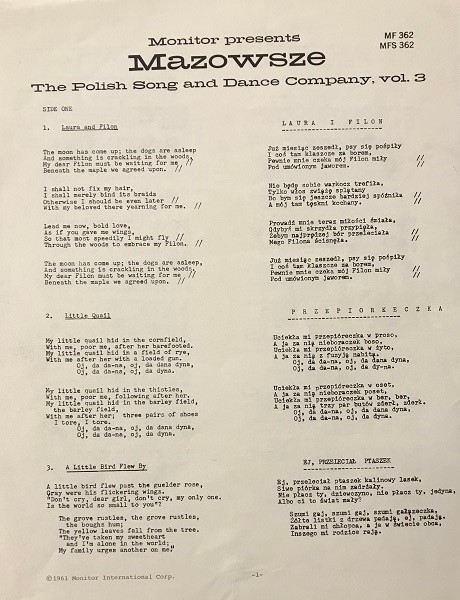 Monitor presents
MF 362
MFS 362
Mazowsze
The Polish Song and Dance Company, vol. 3
SIDE ONE
1. Laura and Filon
The moon has come up; the dogs are asleep
And something is crackling in the woods,
My dear Filon must be waiting for me //
Beneath the maple we agreed upon. //
I shall not fix my hair,
I shall merely bind its braids
Otherwise I should be even later //
With my beloved there yearning for me. //
Lead me now, bold love,
As if you gave me wings,
So that most speedily I might fly //
Through the woods to embrace my Filon. //
The moon has come up; the dogs are asleep,
And something is crackling in the woods,
My dear Filon must be waiting for me //
Beneath the maple we agreed upon. //
2. Little Quail
My little quail hid in the cornfield,
With me, poor me, after her barefooted.
My little quail hid in a field of rye,
With me after her with a loaded gun.
Oj, da da-na, oj, da dana dyna,
Oj, da da-na, oj, da dyna.
My little quail hid in the thistles,
With me, poor me, following after her.
My little quail hid in the barley field,
the barley field,
With me after her; three pairs of shoes
I tore, I tore.
Oj, da da-na, oj, da dana dyna,
Oj, da da-na, oj, da dyna.
3. A Little Bird Flew By
A little bird flew past the guelder rose,
Gray were his flickering wings.
"Don't cry, dear girl, don't cry, my only one.
Is the world so small to you"?
The grove rustles, the grove rustles,
the boughs hum;
The yellow leaves fall from the tree.
"They've taken my sweetheart
and I'm alone in the world;
My family urges another on me."
LAURA I FILON
Już miesiąc zeszedł, psy się pośpiły
I coś tam klaszcze za borem,
Pewnie mnie czeka mój Filon miły //
Pod umówionym jaworem. //
Nie będę sobie warkocz trefiła,
Tylko włos zwiążę splątany
Bo bym się jeszcze bardziej spóźniła //
A mój tam tęskni kochany. //
Prowadź mnie teraz miłości śmiała,
Gdybyś mi skrzydła przypięła,
Żebym najprędzej bór przeleciała //
Mego Filona ścisnęła. //
Już miesiąc zeszedł, psy się pośpiły
I coś tam klaszcze za borem,
Pewnie mnie czeka mój Filon miły //
Pod umówionym jaworem. //
PRZEPIORKECZKA
Uciekła mi przepióreczka w proso,
A ja za nią nieboraczek boso,
Uciekła mi przepióreczka w żyto,
A ja za nią z fuzyją nabitą.
Oj, da da-na, oj, da dana dyna,
Oj, da da-na, oj, da dy-na.
Uciekła mi przepióreczka w oset,
A ja za nią nieboraczek poset,
Uciekła mi przepióreczka w ber, ber,
A ja za nią trzy par butów zderł, zderł.
Oj, da da-na, oj, da dana dyna,
Oj, da da-na, oj, da dyna.
EJ, PRZELECIAŁ PTASZEK
Ej, przeleciał ptaszek kalinowy lasek,
Siwe piórka na nim zadrżały.
Nie płacz ty, dziewczyno, nie płacz ty, jedyna,
Albo ci to świat mały?
Szumi gaj, szumi gaj, szumi gałązeczka,
Żółte listki z drzewa padają, ej, padają.
Zabrali mi chłopca, a ja w świecie obca,
Inszego mi rodzice rają.
©1961 Monitor International Corp.
-1-